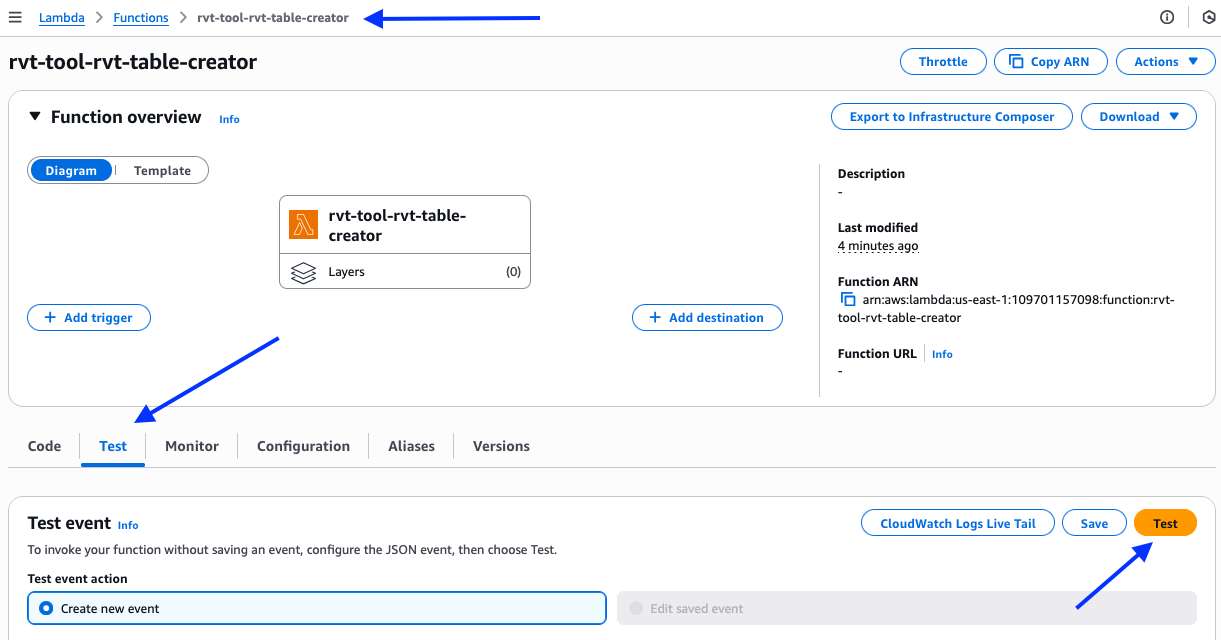 Lambda > Functions > rvt-tool-rvt-table-creator
rvt-tool-rvt-table-creator
Throttle
Copy ARN
Actions
Function overview Info
Export to Infrastructure Composer
Download
Diagram
Template
rvt-tool-rvt-table-
creator
Layers (0)
+ Add trigger
+ Add destination
Description
-
Last modified
4 minutes ago
Function ARN
arn:aws:lambda:us-east-1:109701157098:function:rvt-
tool-rvt-table-creator
Function URL Info
-
Code
Test
Monitor
Configuration
Aliases
Versions
Test event Info
CloudWatch Logs Live Tail
Save
Test
To invoke your function without saving an event, configure the JSON event, then choose Test.
Test event action
Create new event
Edit saved event